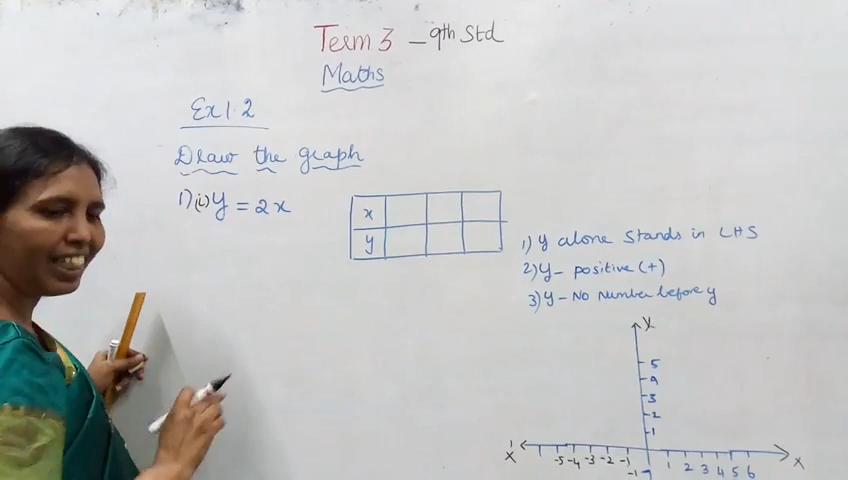 Term 3 - 9th Std
Maths
Ex 1.2
Draw the graph
1) (i) y = 2x
x
y
1) y alone stands in LHS
2) y - positive (+)
3) y - No Number before y
y
5
4
3
2
1
x' -5 -4 -3 -2 -1 1 2 3 4 5 6 x
-1